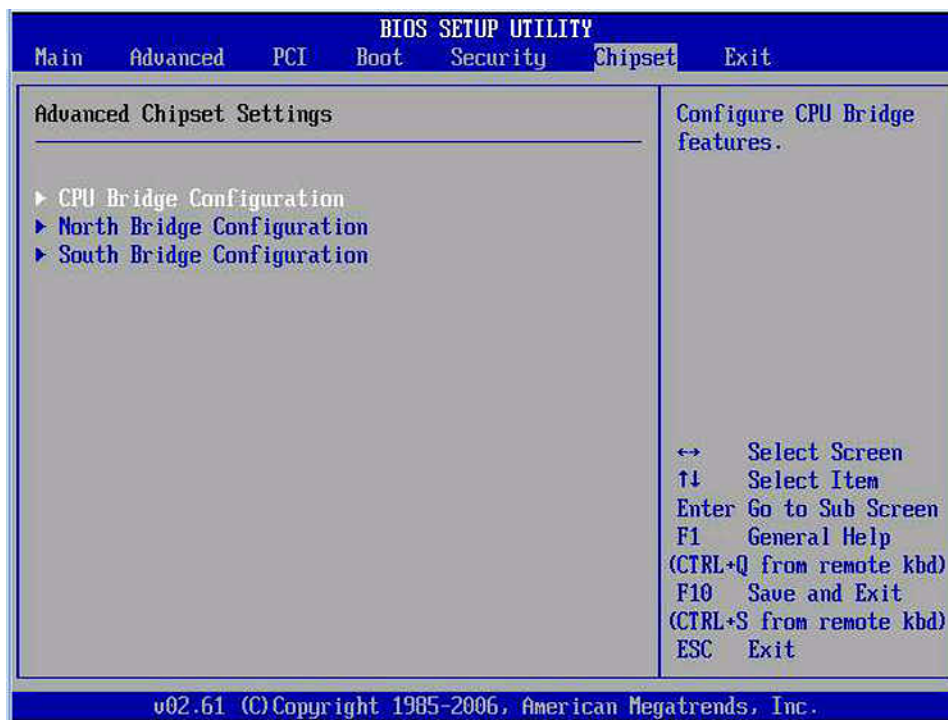 BIOS SETUP UTILITY
Main Advanced PCI Boot Security Chipset Exit
Advanced Chipset Settings
CPU Bridge Configuration
North Bridge Configuration
South Bridge Configuration
Configure CPU Bridge
features.
↔ Select Screen
↑↓ Select Item
Enter Go to Sub Screen
F1 General Help
(CTRL+Q from remote kbd)
F10 Save and Exit
(CTRL+S from remote kbd)
ESC Exit
v02.61 (C)Copyright 1985-2006, American Megatrends, Inc.